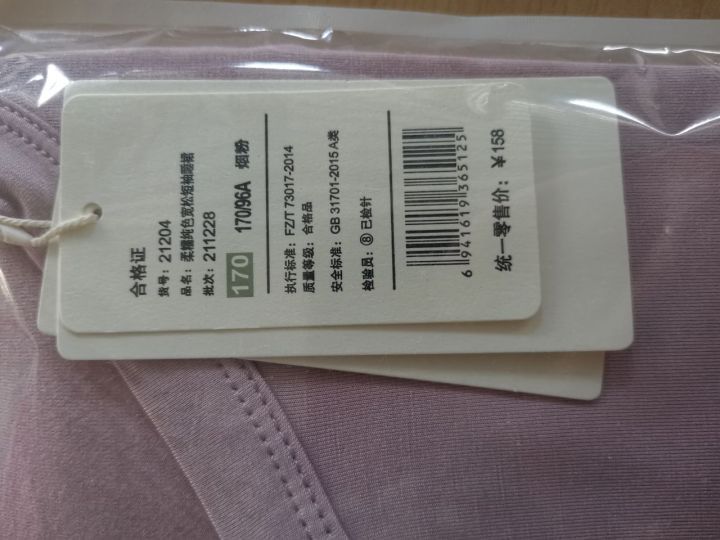 合格证
货号：21204
品名：柔糯纯色宽松短袖睡裙
批次：211228
170 170/96A 烟粉
执行标准：FZ/T 73017-2014
质量等级：合格品
安全标准：GB 31701-2015 A类
检验员：⑧ 已检针
6 941619 365125
统一零售价：￥158